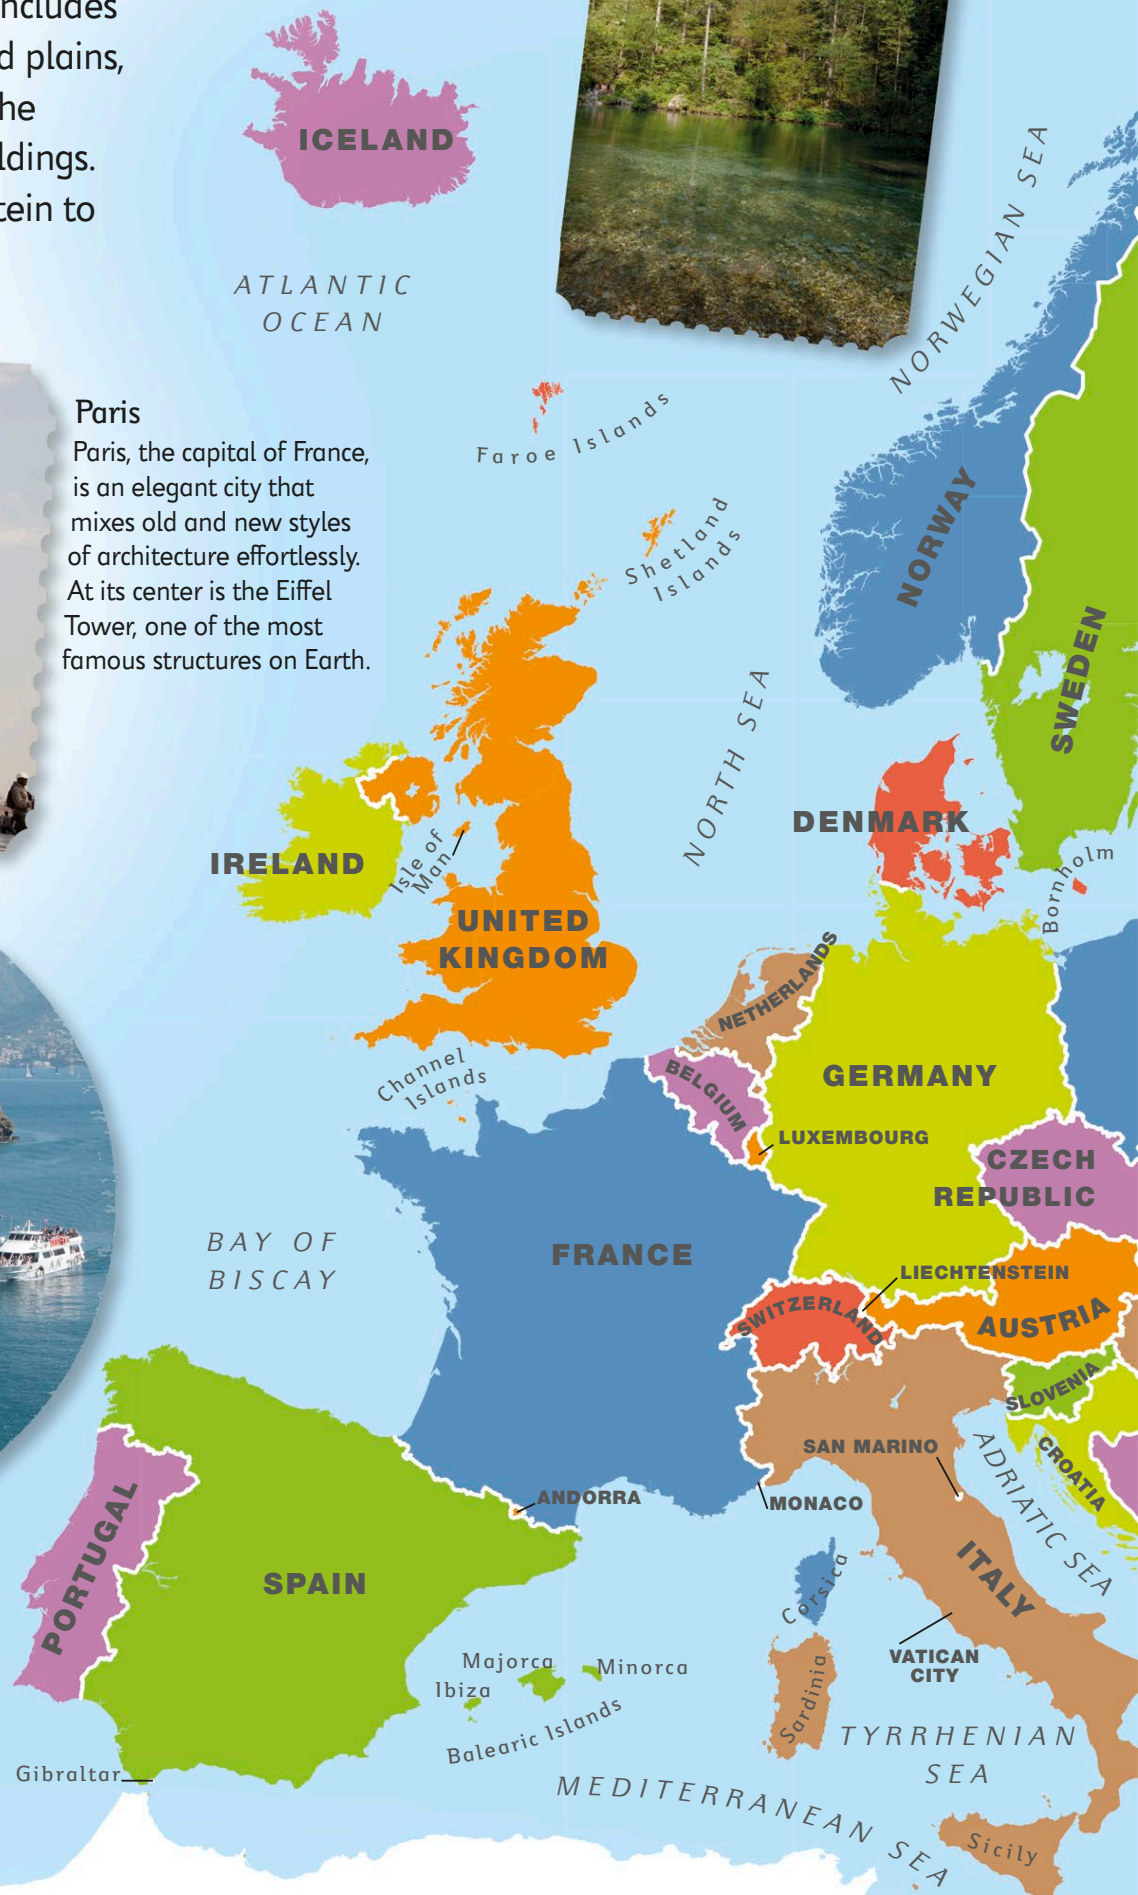 ncludes
d plains,
he
ldings.
tein to
ICELAND
ATLANTIC
OCEAN
NORWEGIAN SEA
Paris
Paris, the capital of France,
is an elegant city that
mixes old and new styles
of architecture effortlessly.
At its center is the Eiffel
Tower, one of the most
famous structures on Earth.
Faroe Islands
Shetland
Islands
NORWAY
SWEDEN
NORTH SEA
DENMARK
Bornholm
IRELAND
Isle of
Man
UNITED
KINGDOM
NETHERLANDS
Channel
Islands
BELGIUM
GERMANY
LUXEMBOURG
CZECH
REPUBLIC
BAY OF
BISCAY
FRANCE
LIECHTENSTEIN
SWITZERLAND
AUSTRIA
SLOVENIA
SAN MARINO
CROATIA
ADRIATIC SEA
ANDORRA
MONACO
PORTUGAL
SPAIN
ITALY
Corsica
VATICAN
CITY
Majorca
Minorca
Ibiza
Balearic Islands
Sardinia
TYRRHENIAN
SEA
Gibraltar
MEDITERRANEAN SEA
Sicily